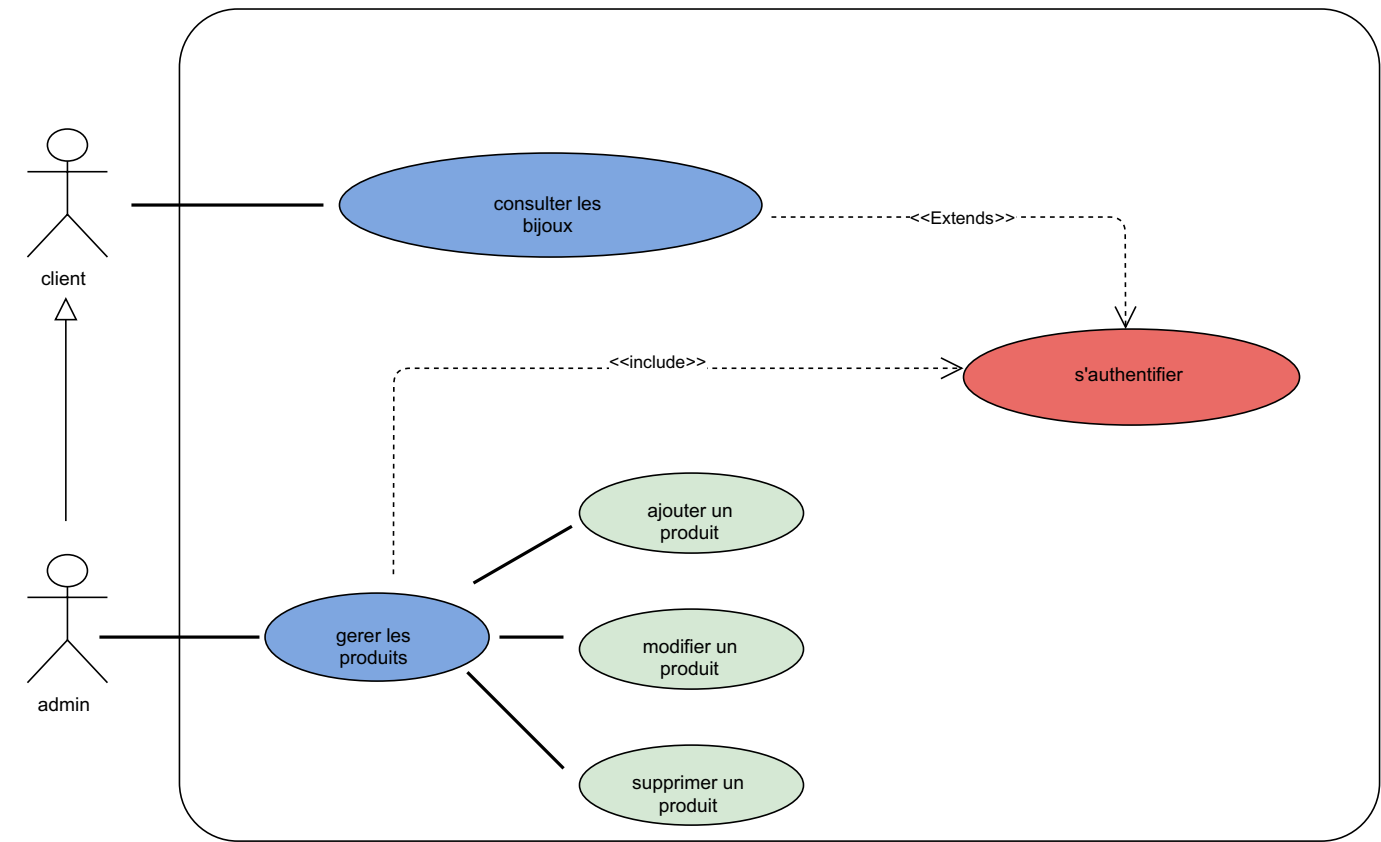 client
consulter les
bijoux
<<Extends>>
<<include>>
s'authentifier
ajouter un
produit
gerer les
produits
modifier un
produit
admin
supprimer un
produit